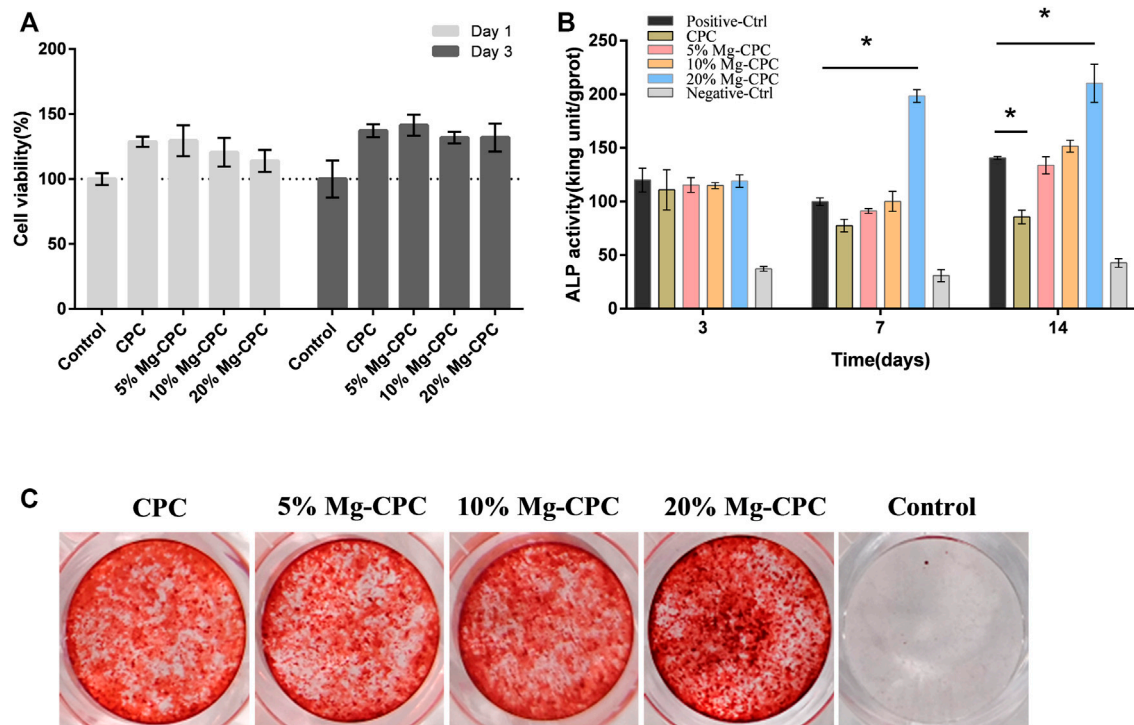 A
Day 1
Day 3
Cell viability(%)
200
150
100
50
0
Control
CPC
5% Mg-CPC
10% Mg-CPC
20% Mg-CPC
Control
CPC
5% Mg-CPC
10% Mg-CPC
20% Mg-CPC
B
Positive-Ctrl
CPC
5% Mg-CPC
10% Mg-CPC
20% Mg-CPC
Negative-Ctrl
*
*
*
ALP activity(king unit/gprot)
250
200
150
100
50
0
3
7
14
Time(days)
C
CPC
5% Mg-CPC
10% Mg-CPC
20% Mg-CPC
Control